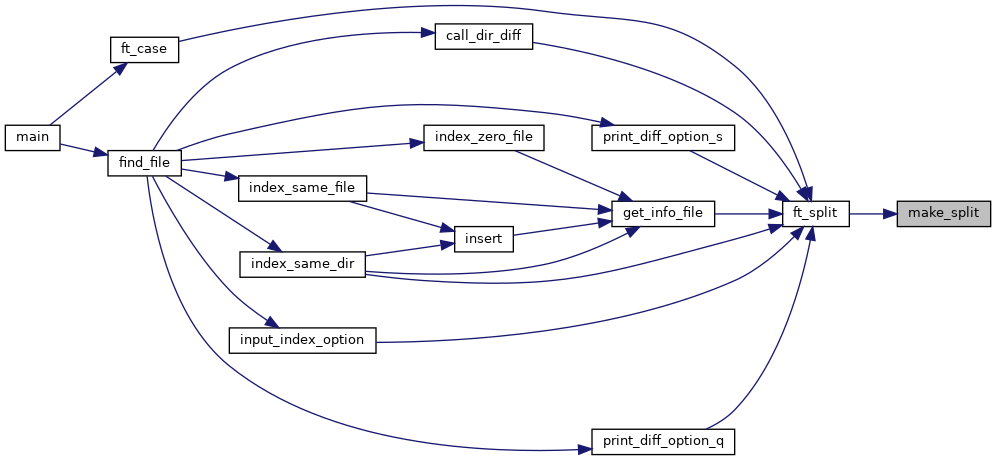 ft_case
call_dir_diff
main
index_zero_file
print_diff_option_s
find_file
index_same_file
get_info_file
ft_split
make_split
insert
index_same_dir
input_index_option
print_diff_option_q